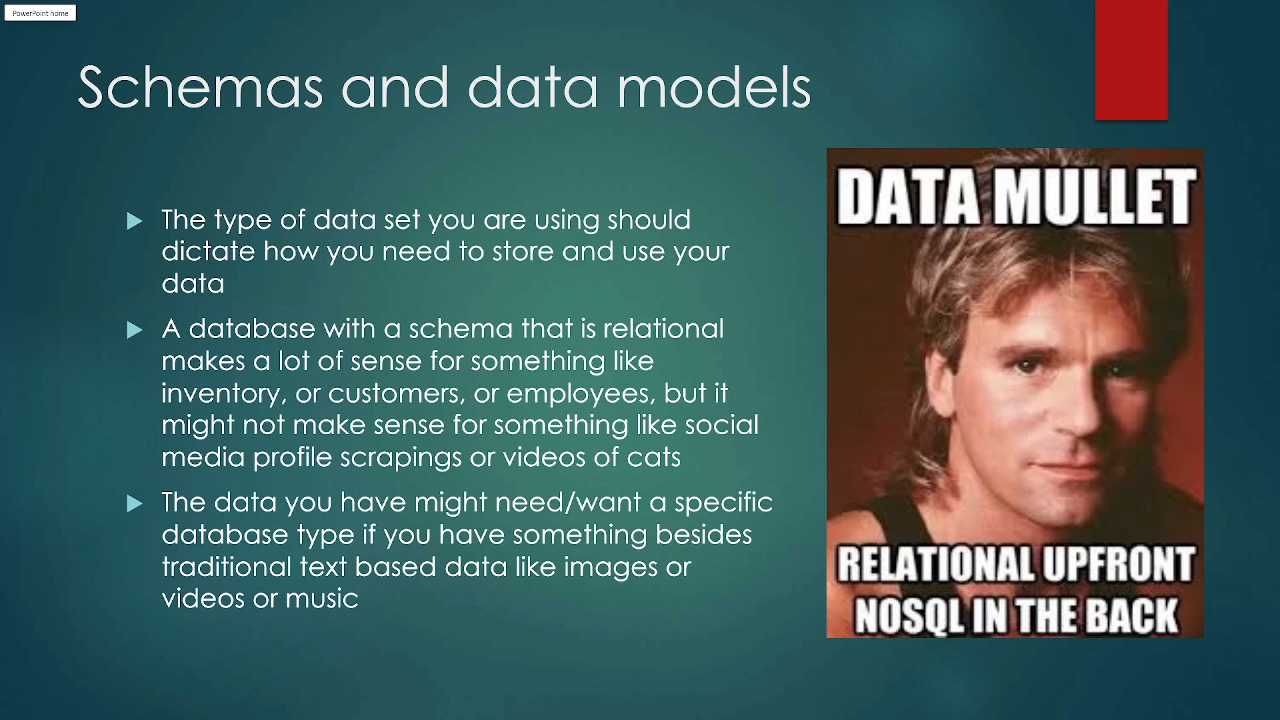 PowerPoint home
Schemas and data models
The type of data set you are using should
dictate how you need to store and use your
data
A database with a schema that is relational
makes a lot of sense for something like
inventory, or customers, or employees, but it
might not make sense for something like social
media profile scrapings or videos of cats
The data you have might need/want a specific
database type if you have something besides
traditional text based data like images or
videos or music
DATA MULLET
RELATIONAL UPFRONT
NOSQL IN THE BACK